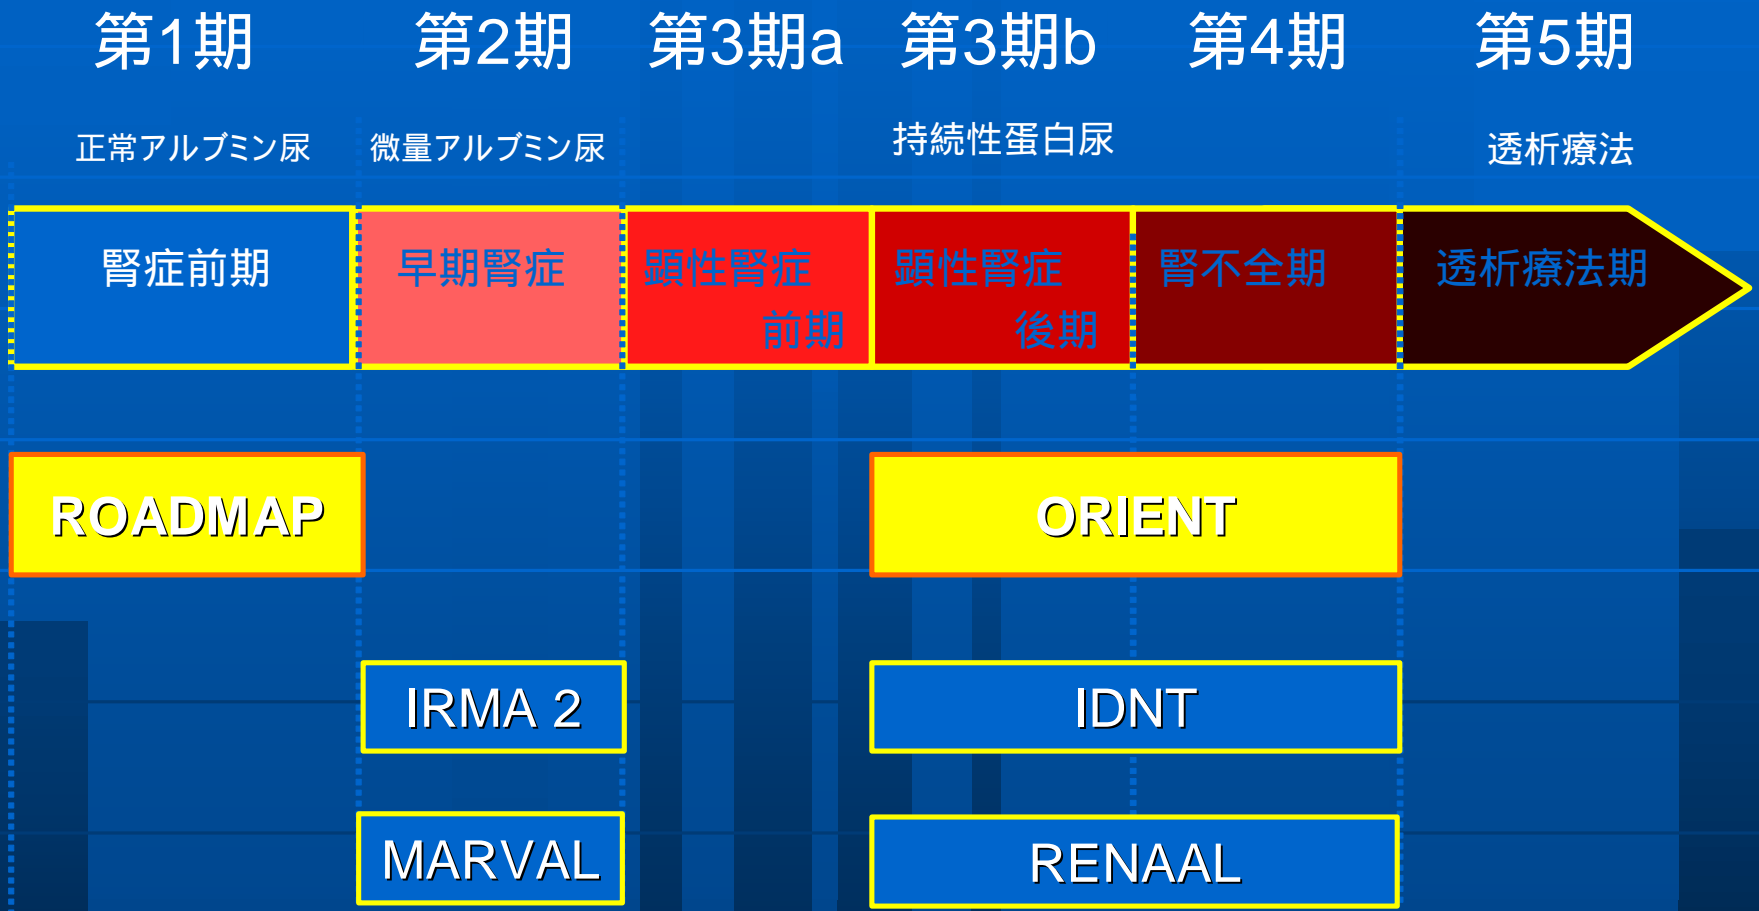 第1期 第2期 第3期a 第3期b 第4期 第5期
正常アルブミン尿 微量アルブミン尿 持続性蛋白尿 透析療法
腎症前期 早期腎症 顕性腎症 顕性腎症 腎不全期 透析療法期
前期 後期
ROADMAP ORIENT
IRMA 2 IDNT
MARVAL RENAAL